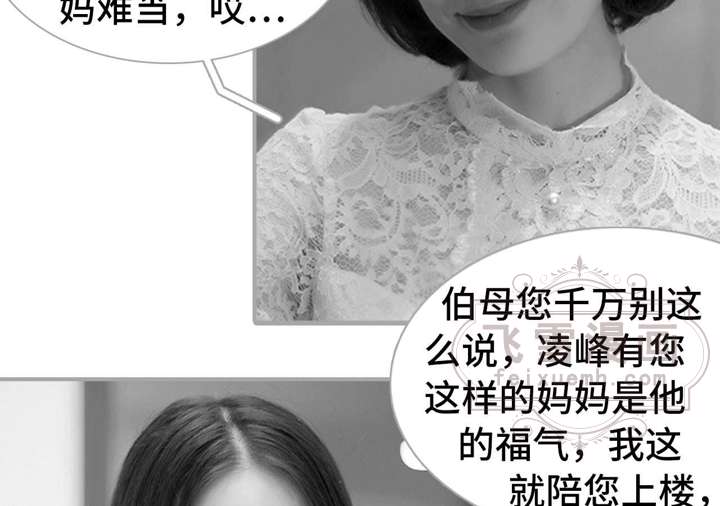 妈难当，哎...
伯母您千万别这
么说，凌峰有您
这样的妈妈是他
的福气，我这
就陪您上楼，
飞雪漫画
feixuemh.com